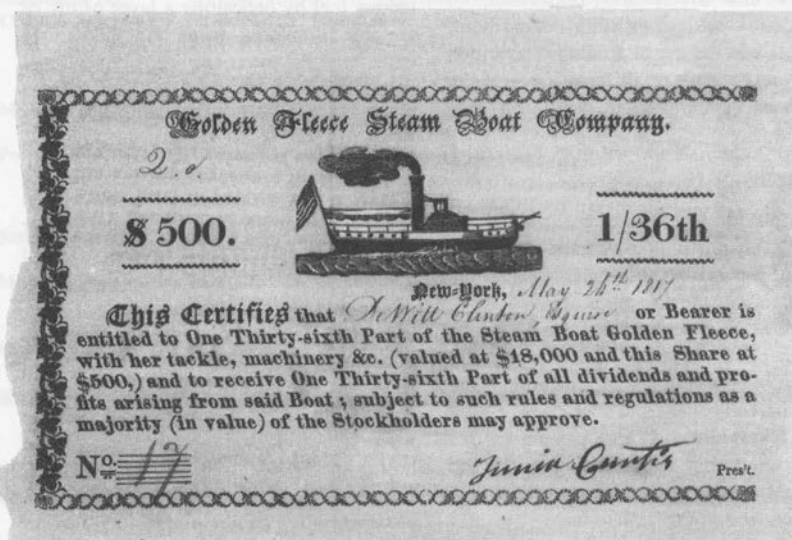 Golden Fleece Steam Boat Company.
$ 500.
1/36th
New-York, May 26th 1817
This Certifies that DeWitt Clinton, Esquire or Bearer is
entitled to One Thirty-sixth Part of the Steam Boat Golden Fleece,
with her tackle, machinery &c. (valued at $18,000 and this Share at
$500,) and to receive One Thirty-sixth Part of all dividends and pro-
fits arising from said Boat; subject to such rules and regulations as a
majority (in value) of the Stockholders may approve.
No. 17
Curtis Pres't.